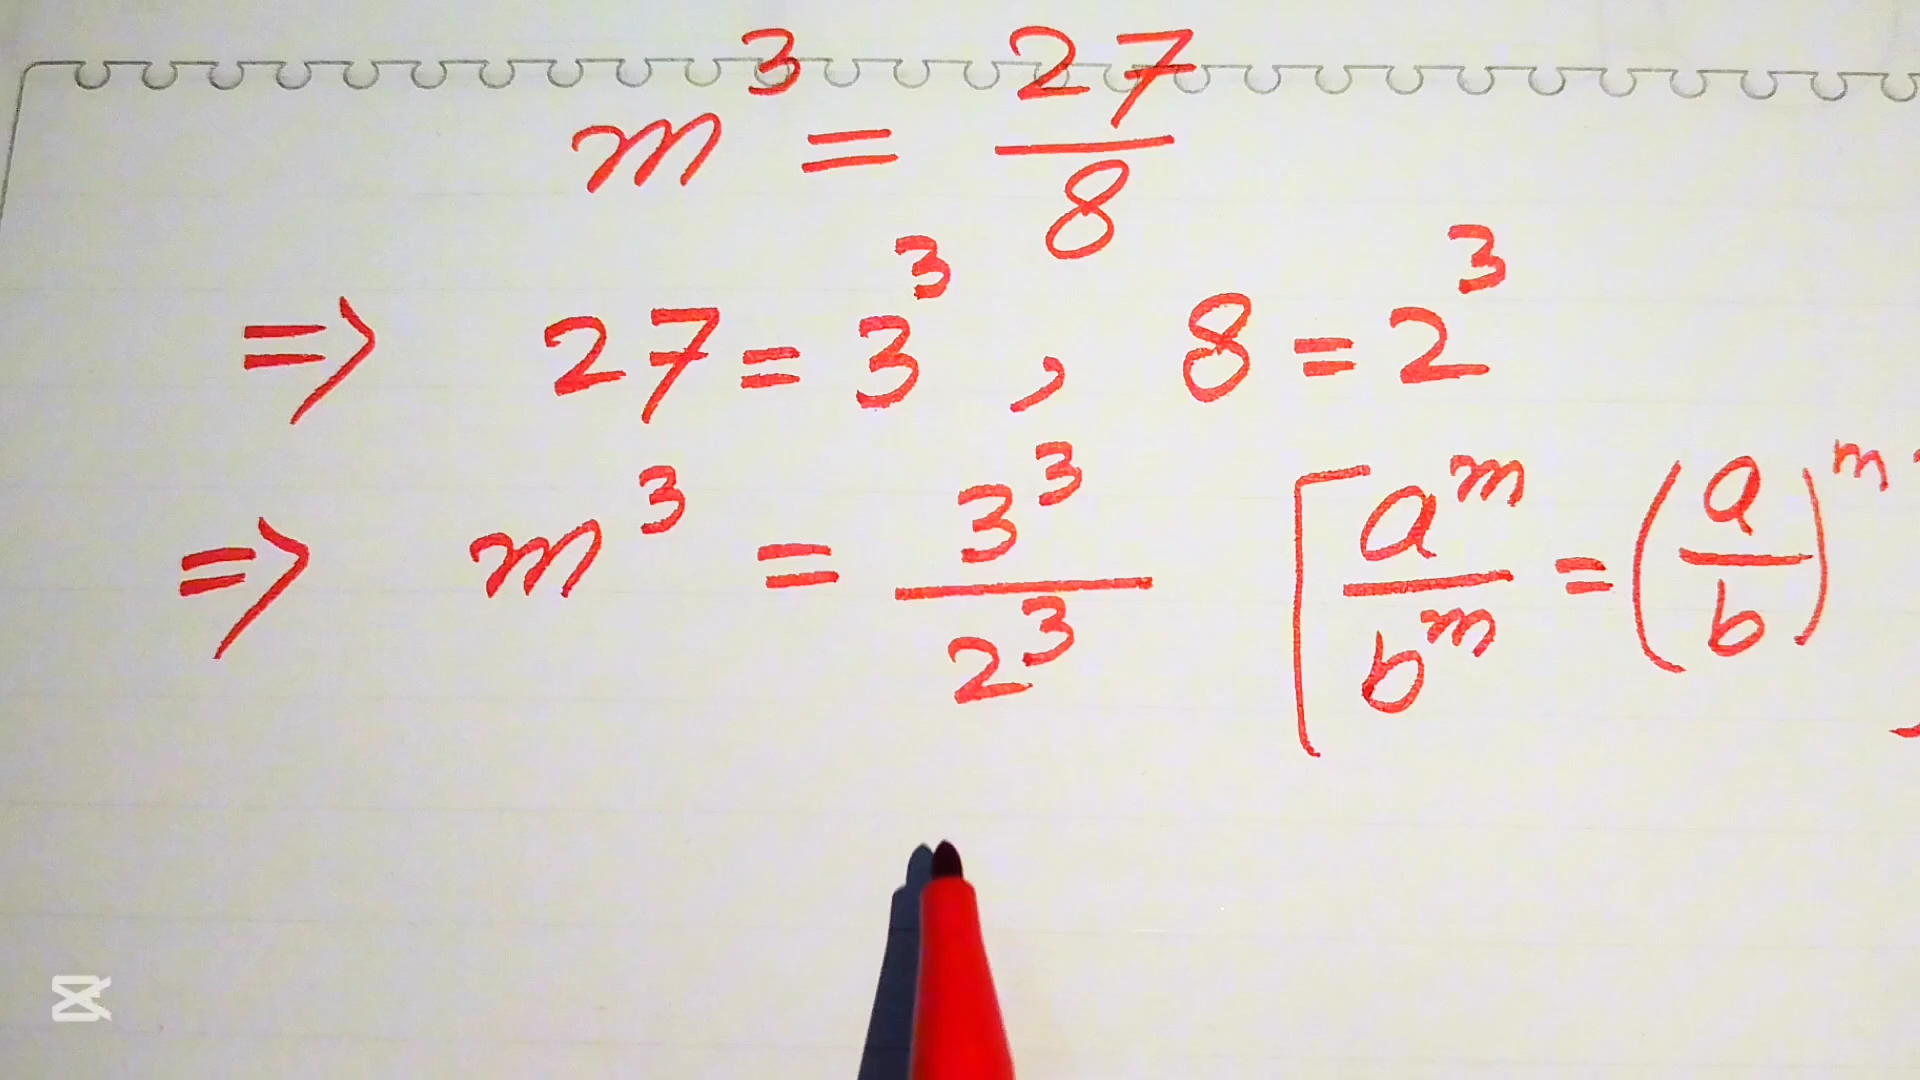 m³ = 27/8
⇒ 27 = 3³ , 8 = 2³
⇒ m³ = 3³/2³ [aᵐ/bᵐ = (a/b)ᵐ